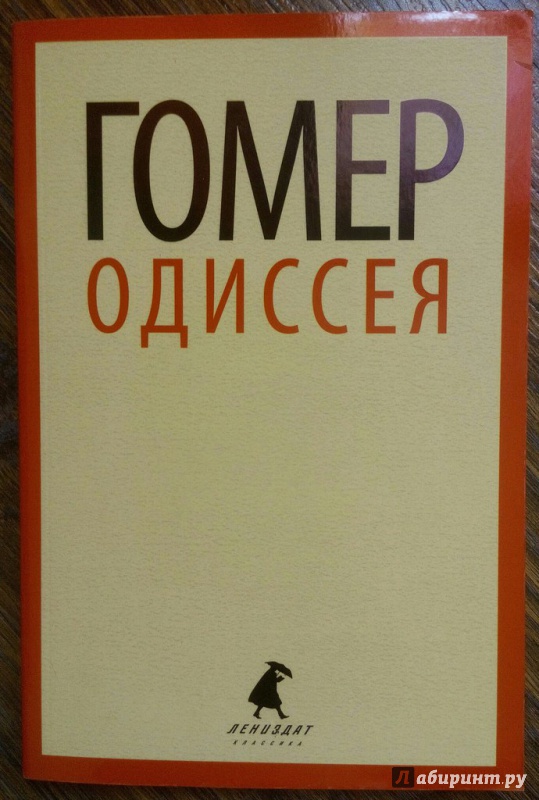 ГОМЕР
ОДИССЕЯ
ЛЕНИЗДАТ
КЛАССИКА
Лабиринт.ру